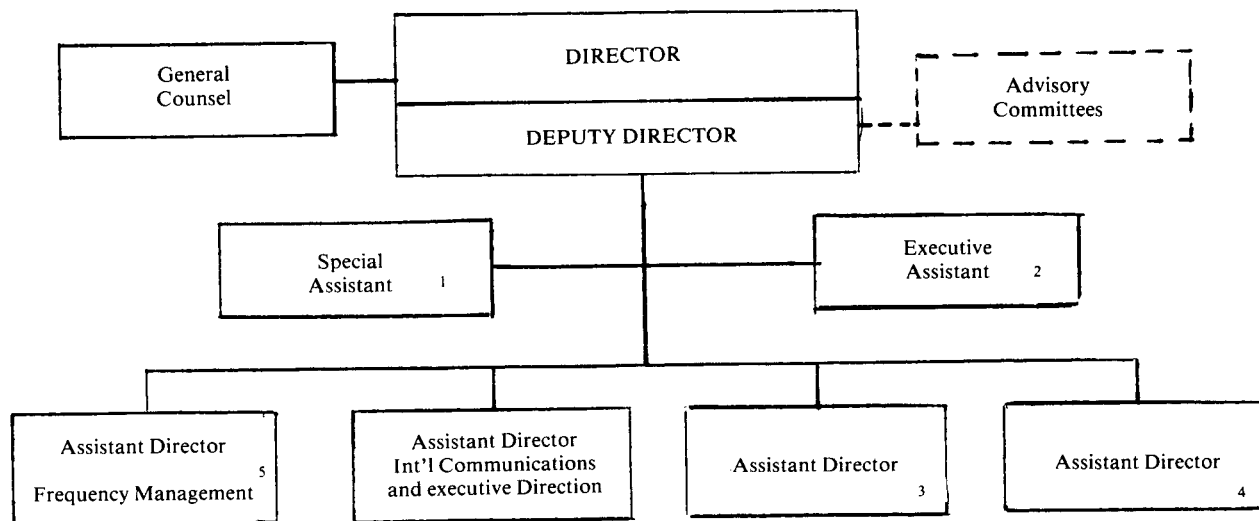 DIRECTOR
General
Counsel
Advisory
Committees
DEPUTY DIRECTOR
Special
Assistant 1
Executive
Assistant 2
Assistant Director
5
Frequency Management
Assistant Director
Int'l Communications
and executive Direction
Assistant Director
3
Assistant Director
4